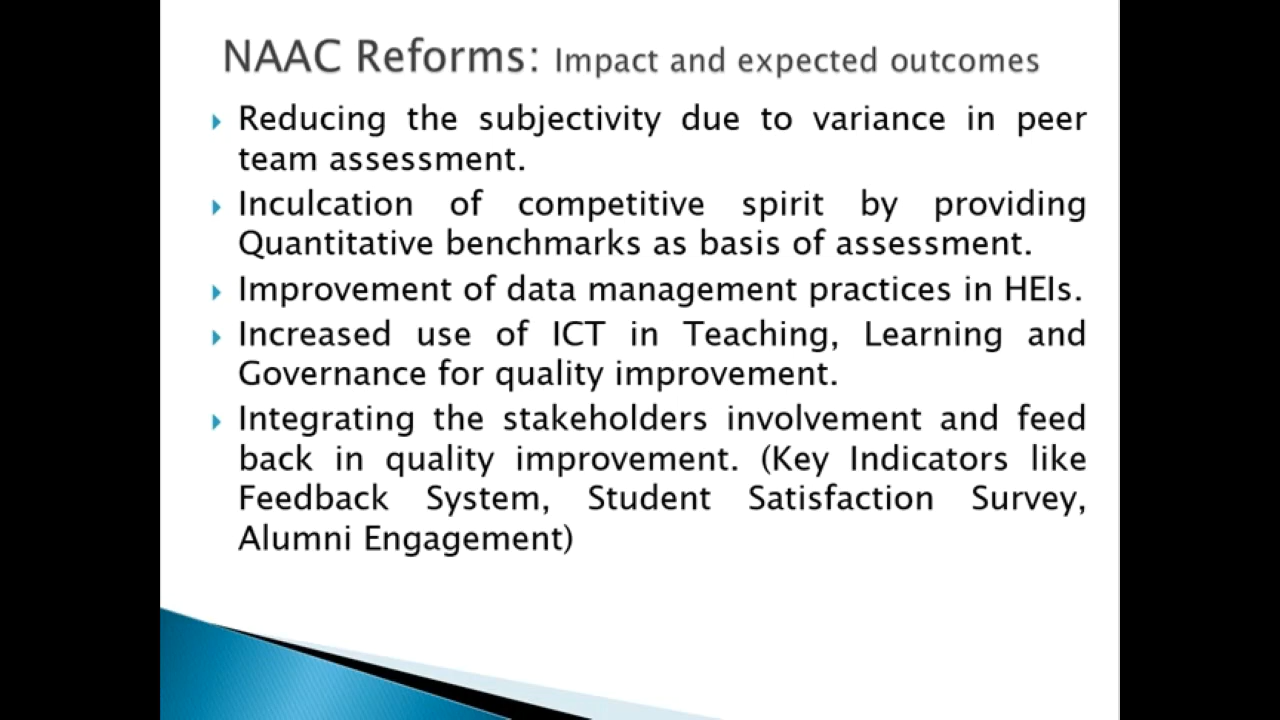 NAAC Reforms: Impact and expected outcomes
Reducing the subjectivity due to variance in peer
team assessment.
Inculcation of competitive spirit by providing
Quantitative benchmarks as basis of assessment.
Improvement of data management practices in HEIs.
Increased use of ICT in Teaching, Learning and
Governance for quality improvement.
Integrating the stakeholders involvement and feed
back in quality improvement. (Key Indicators like
Feedback System, Student Satisfaction Survey,
Alumni Engagement)